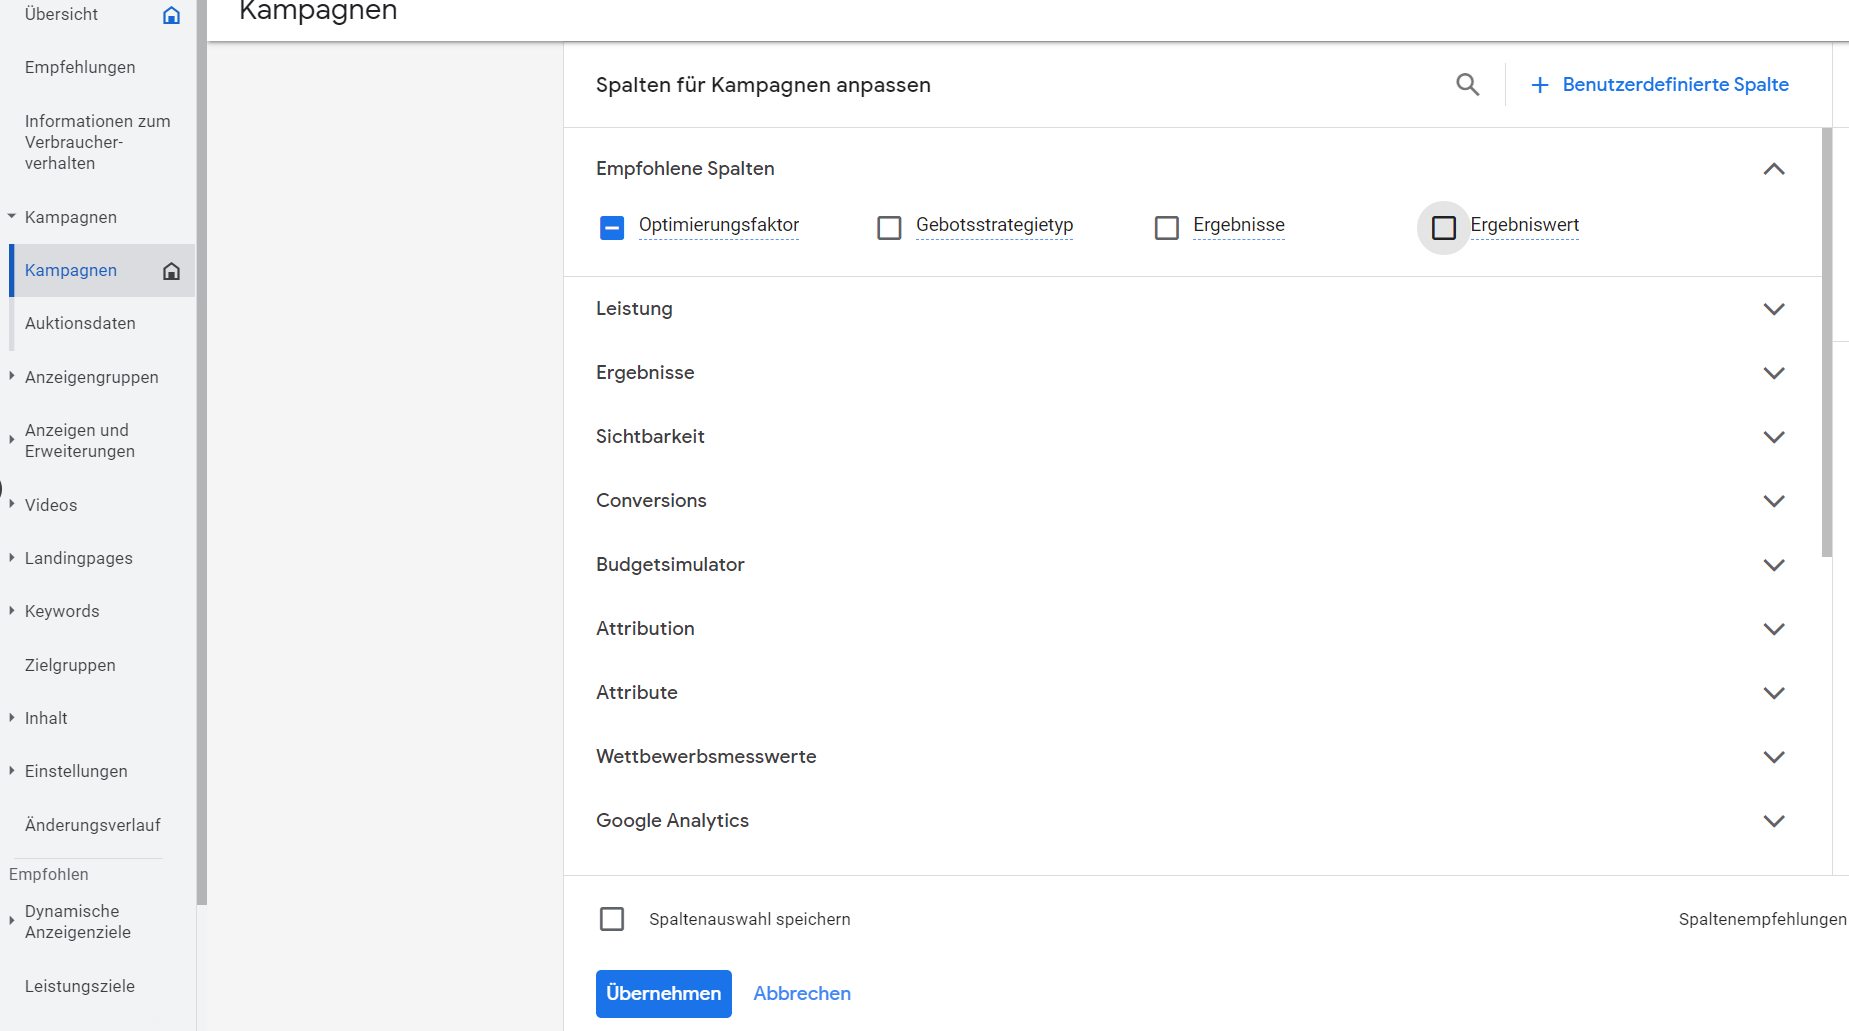 Kampagnen
Übersicht
Empfehlungen
Informationen zum
Verbraucher-
verhalten
Kampagnen
Kampagnen
Auktionsdaten
Anzeigengruppen
Anzeigen und
Erweiterungen
Videos
Landingpages
Keywords
Zielgruppen
Inhalt
Einstellungen
Änderungsverlauf
Empfohlen
Dynamische
Anzeigenziele
Leistungsziele
Spalten für Kampagnen anpassen
Benutzerdefinierte Spalte
Empfohlene Spalten
Optimierungsfaktor Gebotsstrategietyp Ergebnisse Ergebniswert
Leistung
Ergebnisse
Sichtbarkeit
Conversions
Budgetsimulator
Attribution
Attribute
Wettbewerbsmesswerte
Google Analytics
Spaltenauswahl speichern Spaltenempfehlungen
Übernehmen Abbrechen